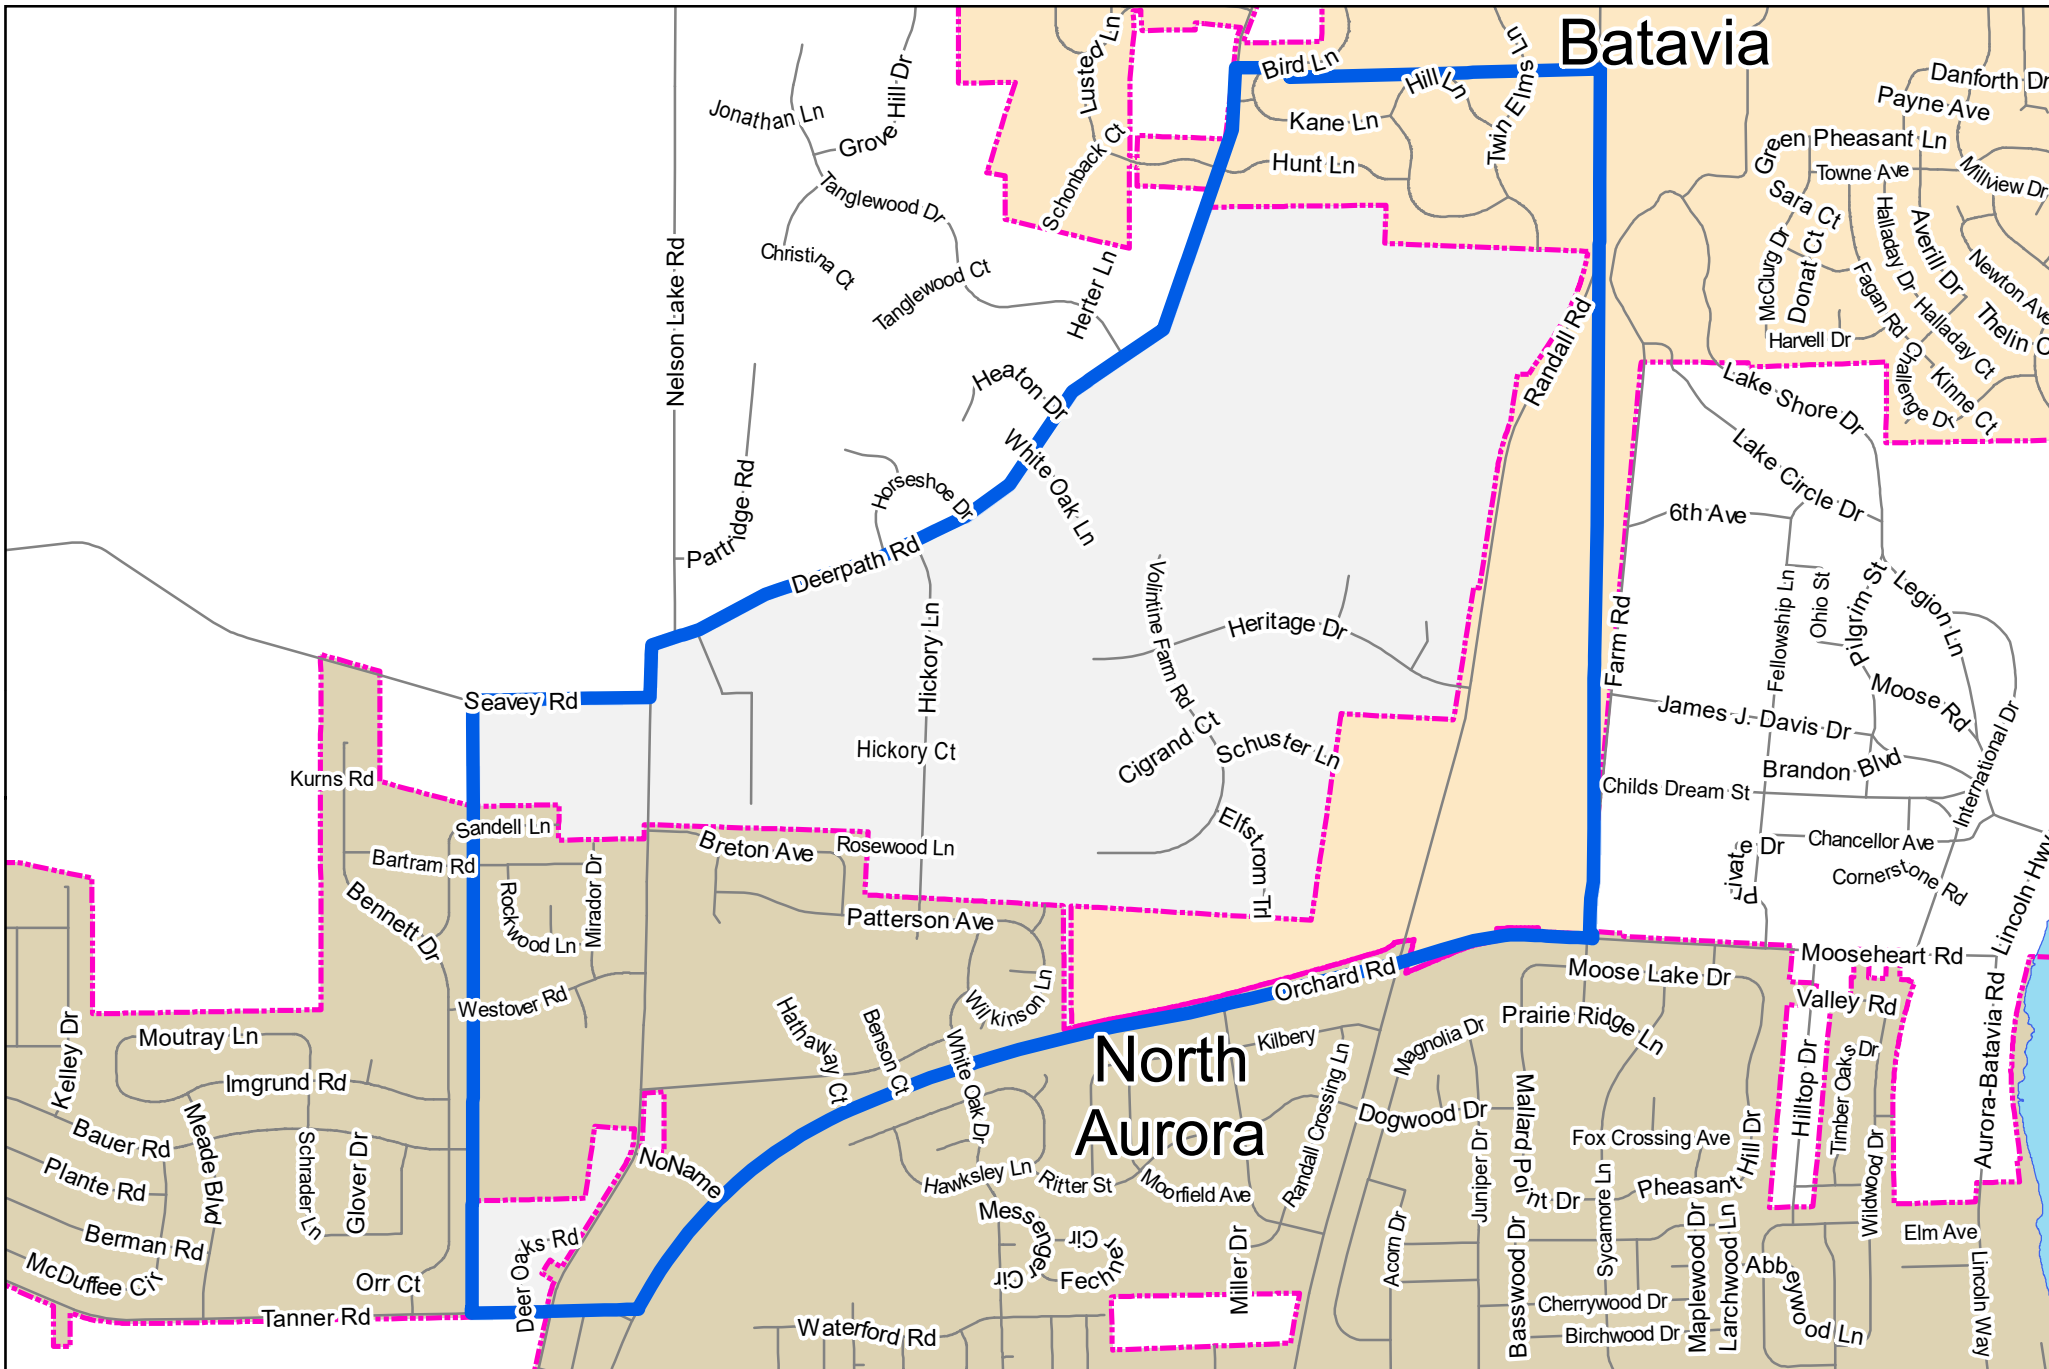 Batavia
Lusted Ln
Bird Ln
Hill Ln
Twin Elms Ln
Danforth Dr
Payne Ave
Jonathan Ln
Grove Hill Dr
Kane Ln
Green Pheasant Ln
Schonback Ct
Hunt Ln
Towne Ave
Millview Dr
Tanglewood Dr
Sara Ct
Halladay Dr
Averill Dr
Christina Ct
Tanglewood Ct
Herter Ln
McClurg Dr
Donat Ct
Fagan Rd
Newton Ave
Nelson Lake Rd
Randall Rd
Halladay Ct
Thelin C
Harvell Dr
Heaton Dr
Lake Shore Dr
Challenge Dr
Kinne Ct
White Oak Ln
Lake Circle Dr
Partridge Rd
Horseshoe Dr
6th Ave
Deerpath Rd
Volintine Farm Rd
Fellowship Ln
Ohio St
Pilgrim St
Legion Ln
Hickory Ln
Heritage Dr
Farm Rd
Seavey Rd
Moose Rd
James J. Davis Dr
Cigrand Ct
Schuster Ln
International Dr
Hickory Ct
Kurns Rd
Brandon Blvd
Childs Dream St
Sandell Ln
Elfstrom Trl
Breton Ave
Rosewood Ln
Private Dr
Chancellor Ave
Bartram Rd
Cornerstone Rd
Lincoln Hwy
Bennett Dr
Rockwood Ln
Mirador Dr
Patterson Ave
Mooseheart Rd
Orchard Rd
Moose Lake Dr
Westover Rd
Wilkinson Ln
Valley Rd
Kelley Dr
Moutray Ln
Hathaway Ct
Benson Ct
White Oak Dr
North
Aurora
Kilbery
Magnolia Dr
Prairie Ridge Ln
Hilltop Dr
Timber Oaks Dr
Aurora-Batavia Rd
Imgrund Rd
Randall Crossing Ln
Dogwood Dr
Mallard Point Dr
Bauer Rd
Meade Blvd
Schrader Ln
Glover Dr
Fox Crossing Ave
Plante Rd
NoName
Hawksley Ln
Ritter St
Moorfield Ave
Juniper Dr
Sycamore Ln
Pheasant Hill Dr
Wildwood Dr
Berman Rd
Deer Oaks Rd
Messenger Cir
Fechner Cir
Miller Dr
Acorn Dr
Basswood Dr
Maplewood Dr
Larchwood Ln
Elm Ave
McDuffee Cir
Orr Ct
Abbeywood Ln
Lincoln Way
Tanner Rd
Cherrywood Dr
Waterford Rd
Birchwood Dr